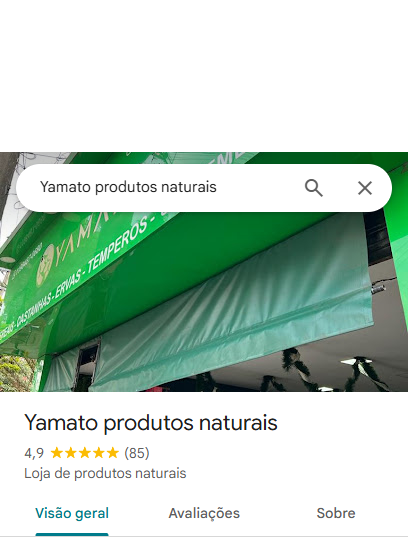 Yamato produtos naturais
YAMA
CASTANHAS - ERVAS - TEMPEROS -
Yamato produtos naturais
4,9 (85)
Loja de produtos naturais
Visão geral Avaliações Sobre